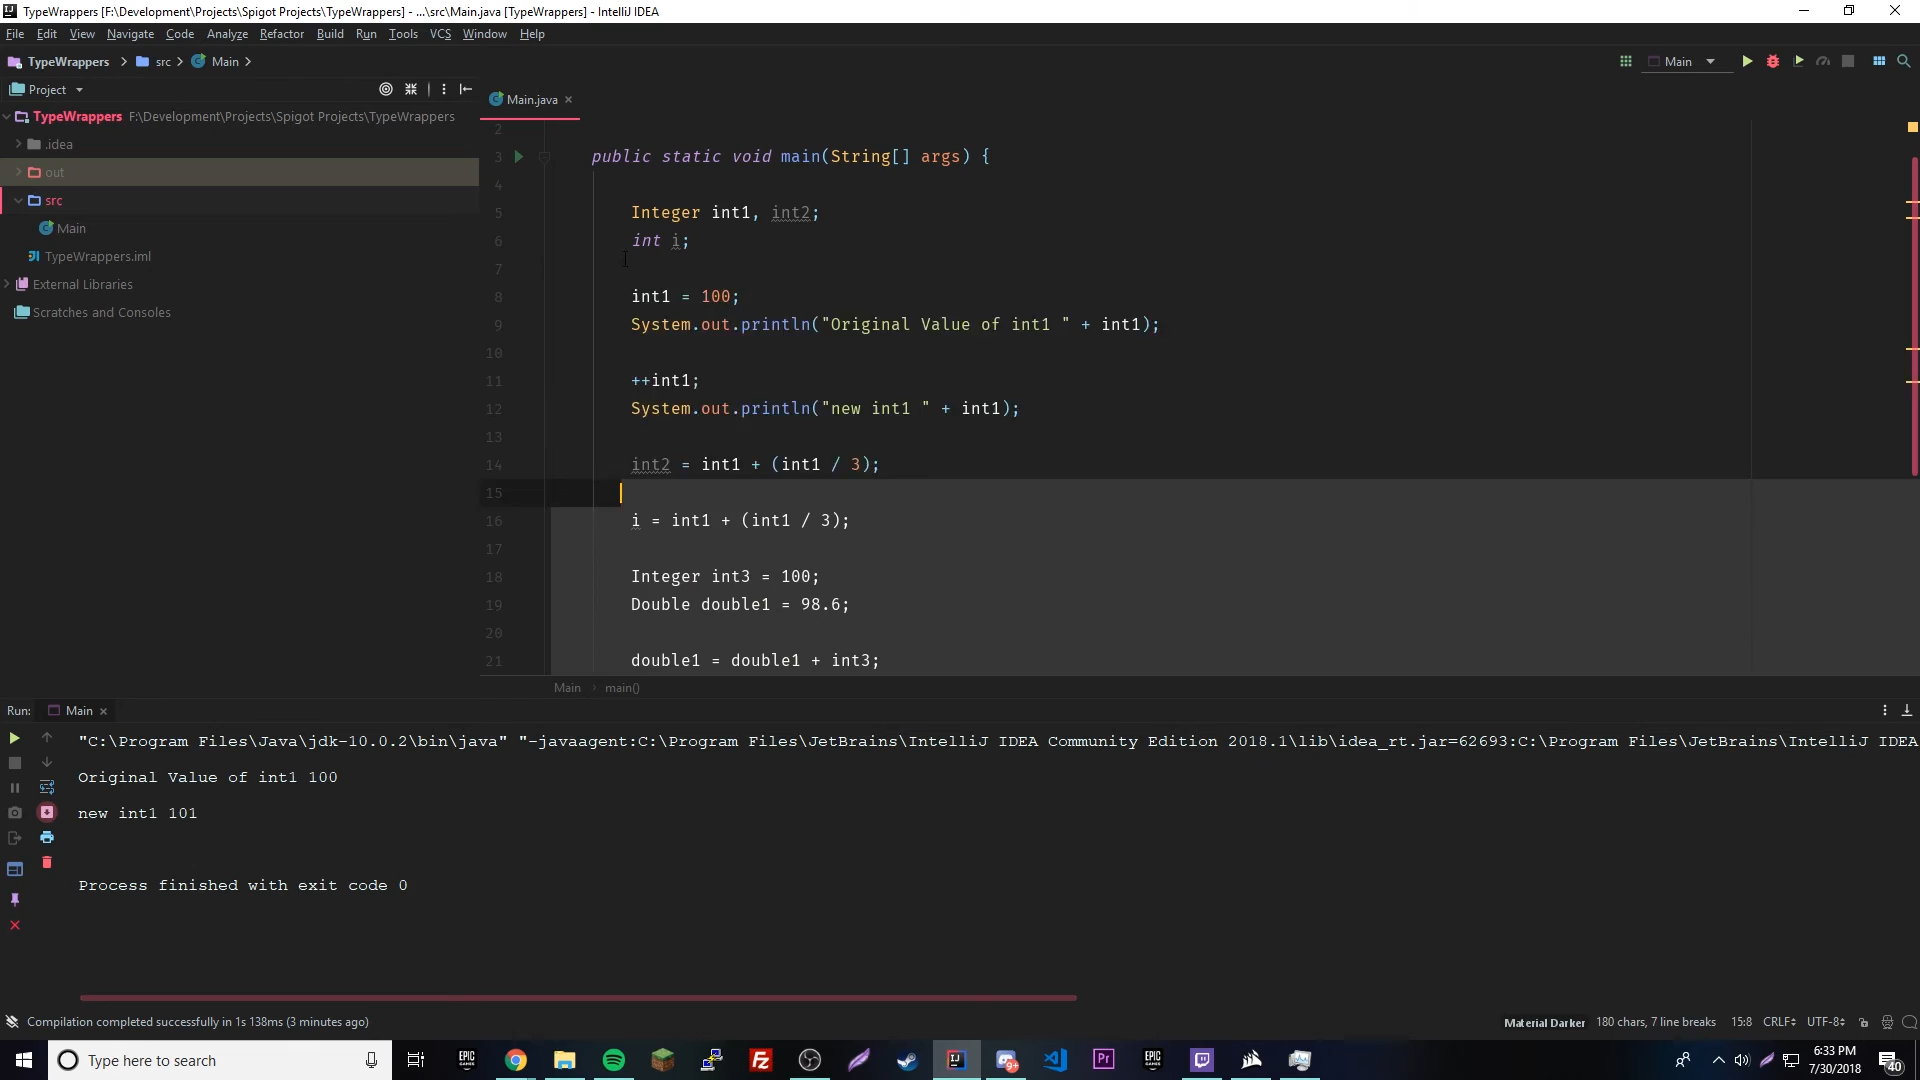 TypeWrappers [F:\Development\Projects\Spigot Projects\TypeWrappers] - ...\src\Main.java [TypeWrappers] - IntelliJ IDEA
File Edit View Navigate Code Analyze Refactor Build Run Tools VCS Window Help
TypeWrappers src Main
Main
Project
Main.java
TypeWrappers F:\Development\Projects\Spigot Projects\TypeWrappers
.idea
out
src
Main
TypeWrappers.iml
External Libraries
Scratches and Consoles
2
3 public static void main(String[] args) {
4
5 Integer int1, int2;
6 int i;
7
8 int1 = 100;
9 System.out.println("Original Value of int1 " + int1);
10
11 ++int1;
12 System.out.println("new int1 " + int1);
13
14 int2 = int1 + (int1 / 3);
15
16 i = int1 + (int1 / 3);
17
18 Integer int3 = 100;
19 Double double1 = 98.6;
20
21 double1 = double1 + int3;
Main main()
Run: Main
"C:\Program Files\Java\jdk-10.0.2\bin\java" "-javaagent:C:\Program Files\JetBrains\IntelliJ IDEA Community Edition 2018.1\lib\idea_rt.jar=62693:C:\Program Files\JetBrains\IntelliJ IDEA
Original Value of int1 100
new int1 101
Process finished with exit code 0
Compilation completed successfully in 1s 138ms (3 minutes ago)
Material Darker 180 chars, 7 line breaks 15:8 CRLF UTF-8
Type here to search
EPIC GAMES
Fz
IJ
9+
Pr
EPIC GAMES
6:33 PM
7/30/2018
40